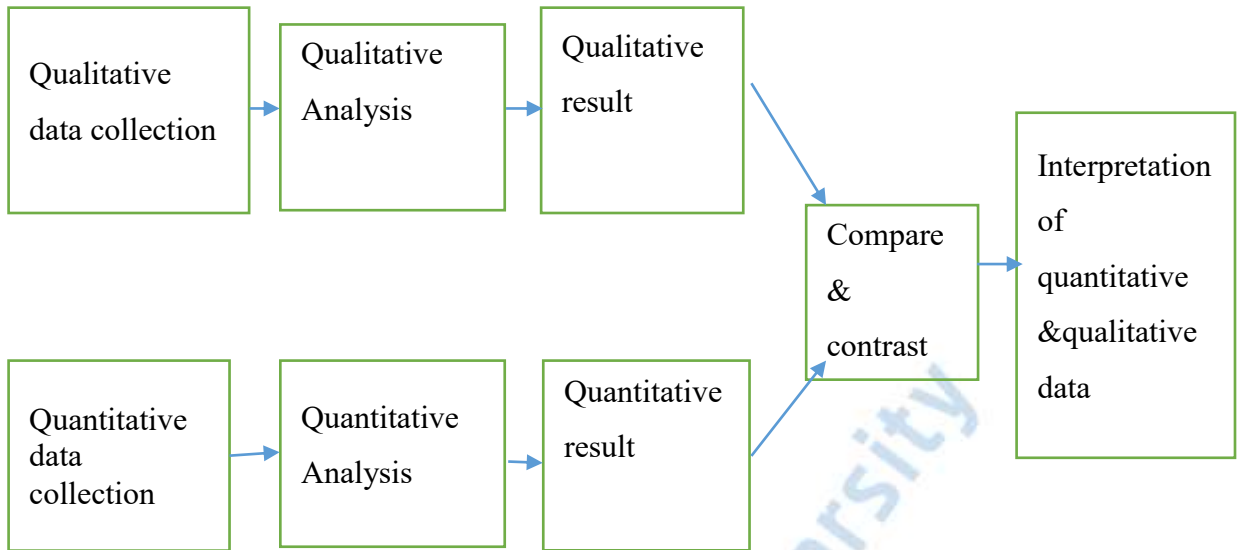 Qualitative
data collection
Qualitative
Analysis
Qualitative
result
Compare
&
contrast
Interpretation
of
quantitative
&qualitative
data
Quantitative
data
collection
Quantitative
Analysis
Quantitative
result